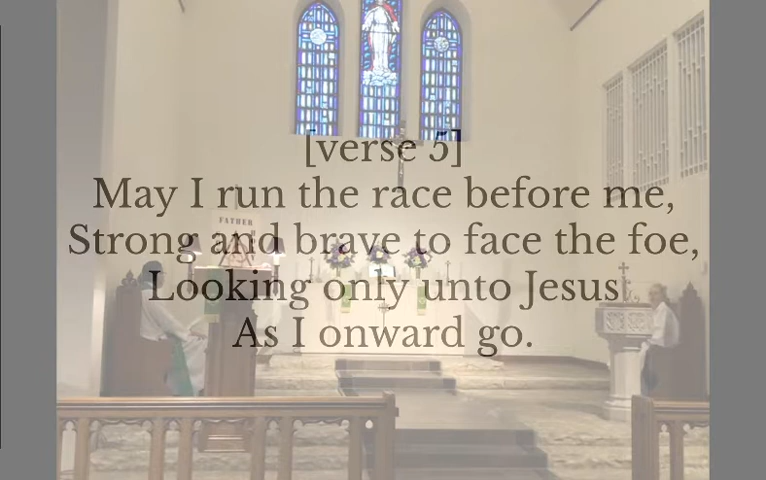 [verse 5]
May I run the race before me,
Strong and brave to face the foe,
Looking only unto Jesus
As I onward go.
FATHER